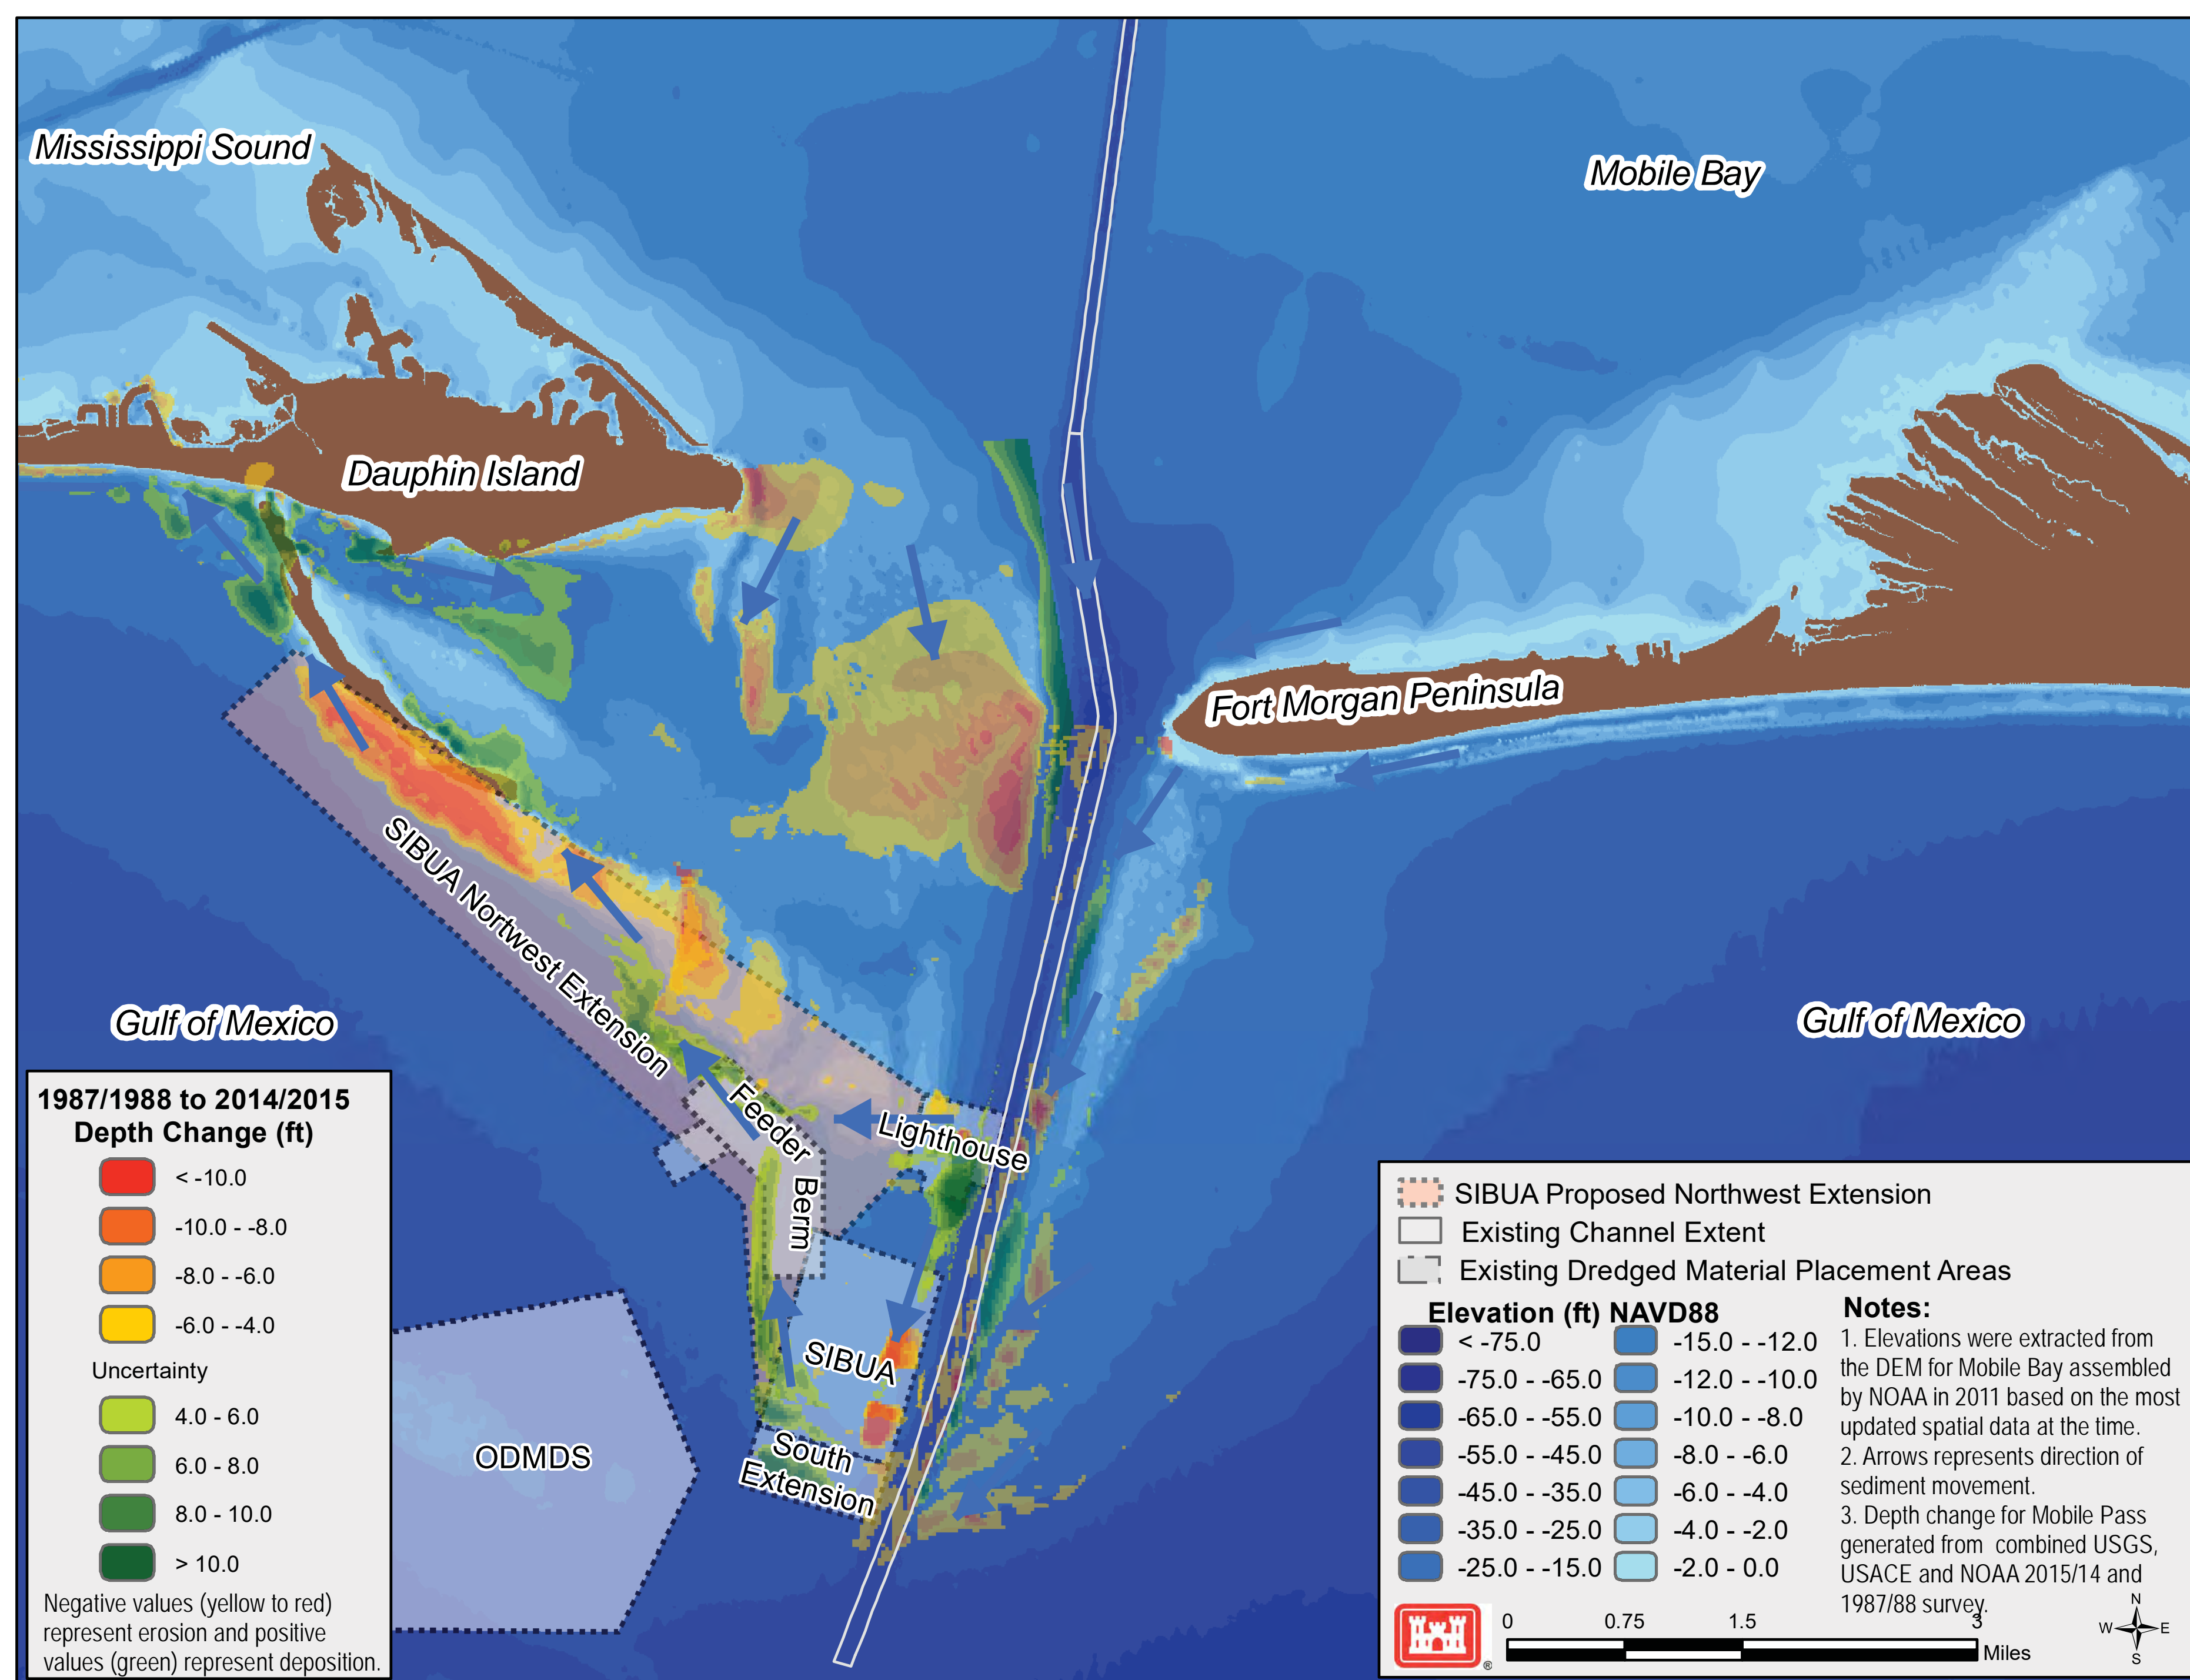 Mississippi Sound
Mobile Bay
Dauphin Island
Fort Morgan Peninsula
SIBUA Nortwest Extension
Gulf of Mexico
Gulf of Mexico
Feeder
Berm
Lighthouse
SIBUA
South
Extension
ODMDS
1987/1988 to 2014/2015
Depth Change (ft)
< -10.0
-10.0 - -8.0
-8.0 - -6.0
-6.0 - -4.0
Uncertainty
4.0 - 6.0
6.0 - 8.0
8.0 - 10.0
> 10.0
Negative values (yellow to red)
represent erosion and positive
values (green) represent deposition.
SIBUA Proposed Northwest Extension
Existing Channel Extent
Existing Dredged Material Placement Areas
Elevation (ft) NAVD88
< -75.0
-75.0 - -65.0
-65.0 - -55.0
-55.0 - -45.0
-45.0 - -35.0
-35.0 - -25.0
-25.0 - -15.0
-15.0 - -12.0
-12.0 - -10.0
-10.0 - -8.0
-8.0 - -6.0
-6.0 - -4.0
-4.0 - -2.0
-2.0 - 0.0
Notes:
1. Elevations were extracted from
the DEM for Mobile Bay assembled
by NOAA in 2011 based on the most
updated spatial data at the time.
2. Arrows represents direction of
sediment movement.
3. Depth change for Mobile Pass
generated from combined USGS,
USACE and NOAA 2015/14 and
1987/88 survey.
®
0 0.75 1.5 3
Miles
N
W E
S